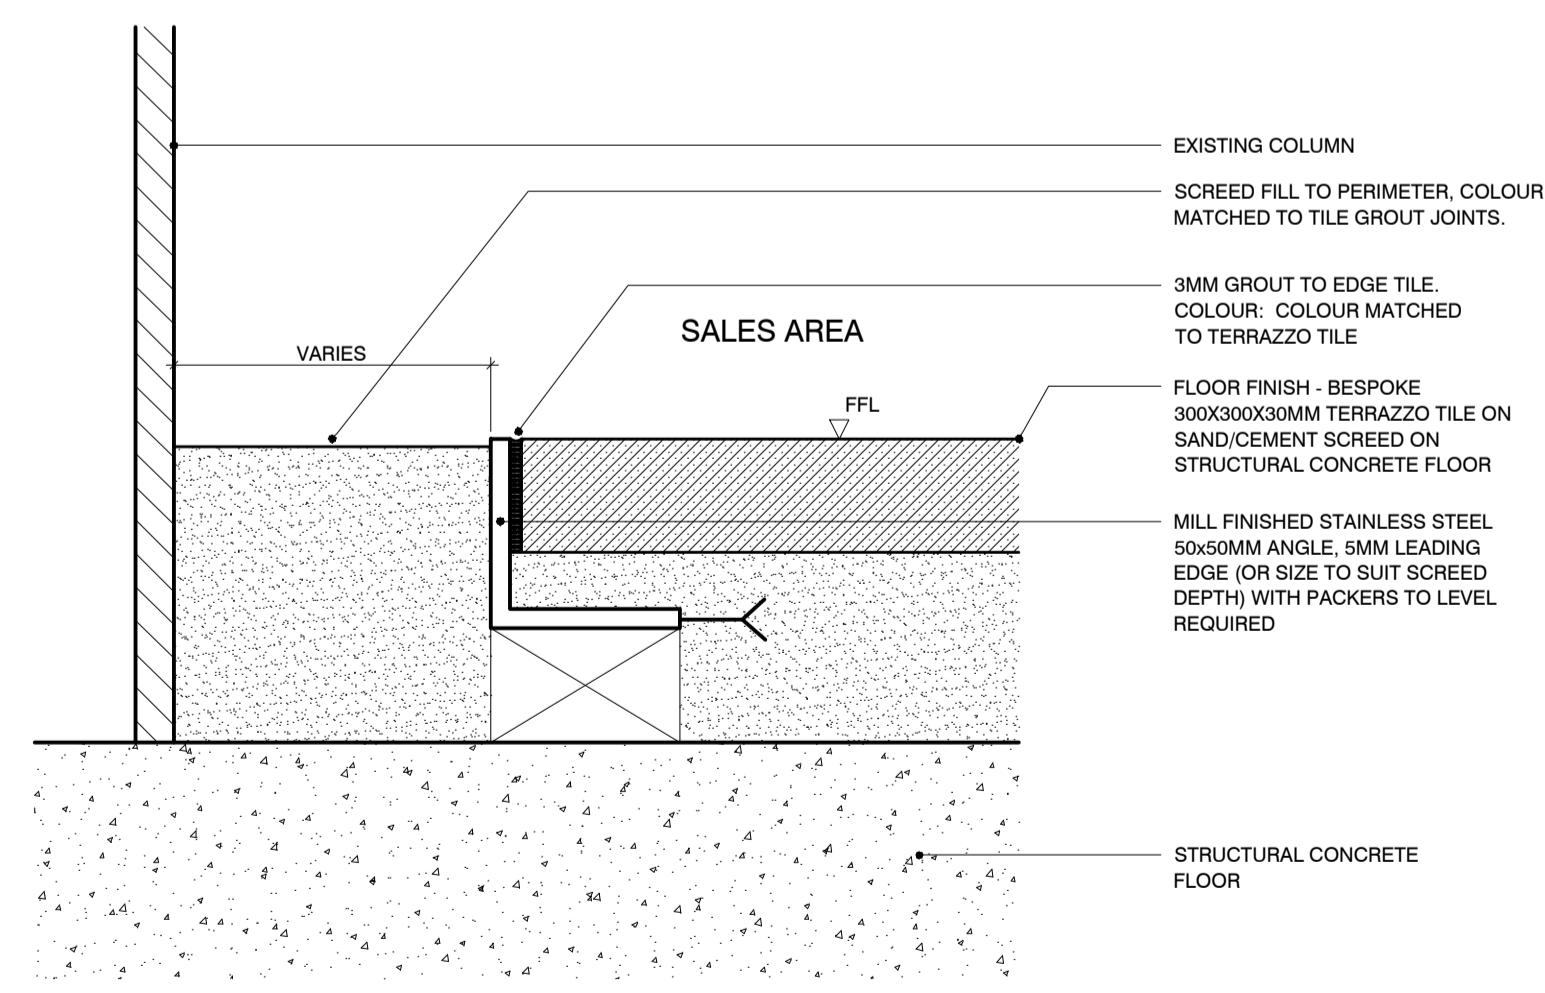 EXISTING COLUMN
SCREED FILL TO PERIMETER, COLOUR
MATCHED TO TILE GROUT JOINTS.
3MM GROUT TO EDGE TILE.
COLOUR:  COLOUR MATCHED
TO TERRAZZO TILE
SALES AREA
VARIES
FFL
FLOOR FINISH - BESPOKE
300X300X30MM TERRAZZO TILE ON
SAND/CEMENT SCREED ON
STRUCTURAL CONCRETE FLOOR
MILL FINISHED STAINLESS STEEL
50x50MM ANGLE, 5MM LEADING
EDGE (OR SIZE TO SUIT SCREED
DEPTH) WITH PACKERS TO LEVEL
REQUIRED
STRUCTURAL CONCRETE
FLOOR